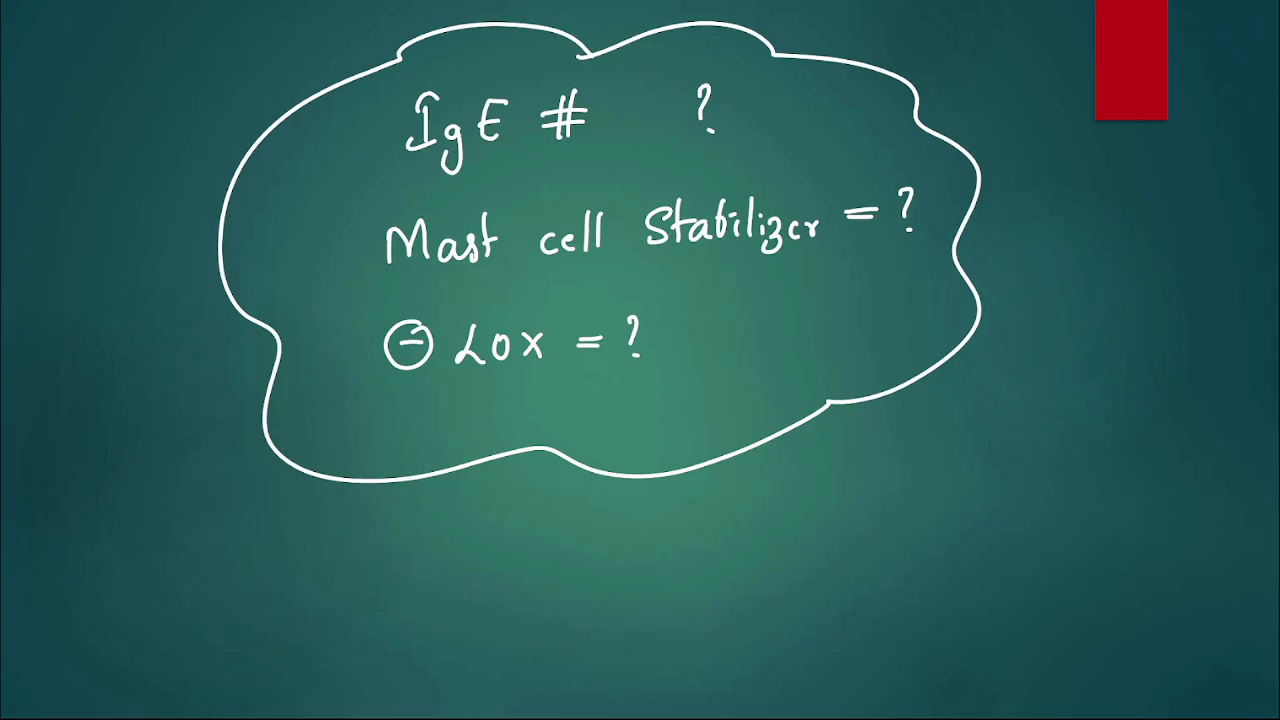 IgE # ?
Mast cell Stabilizer = ?
⊖ LOX = ?